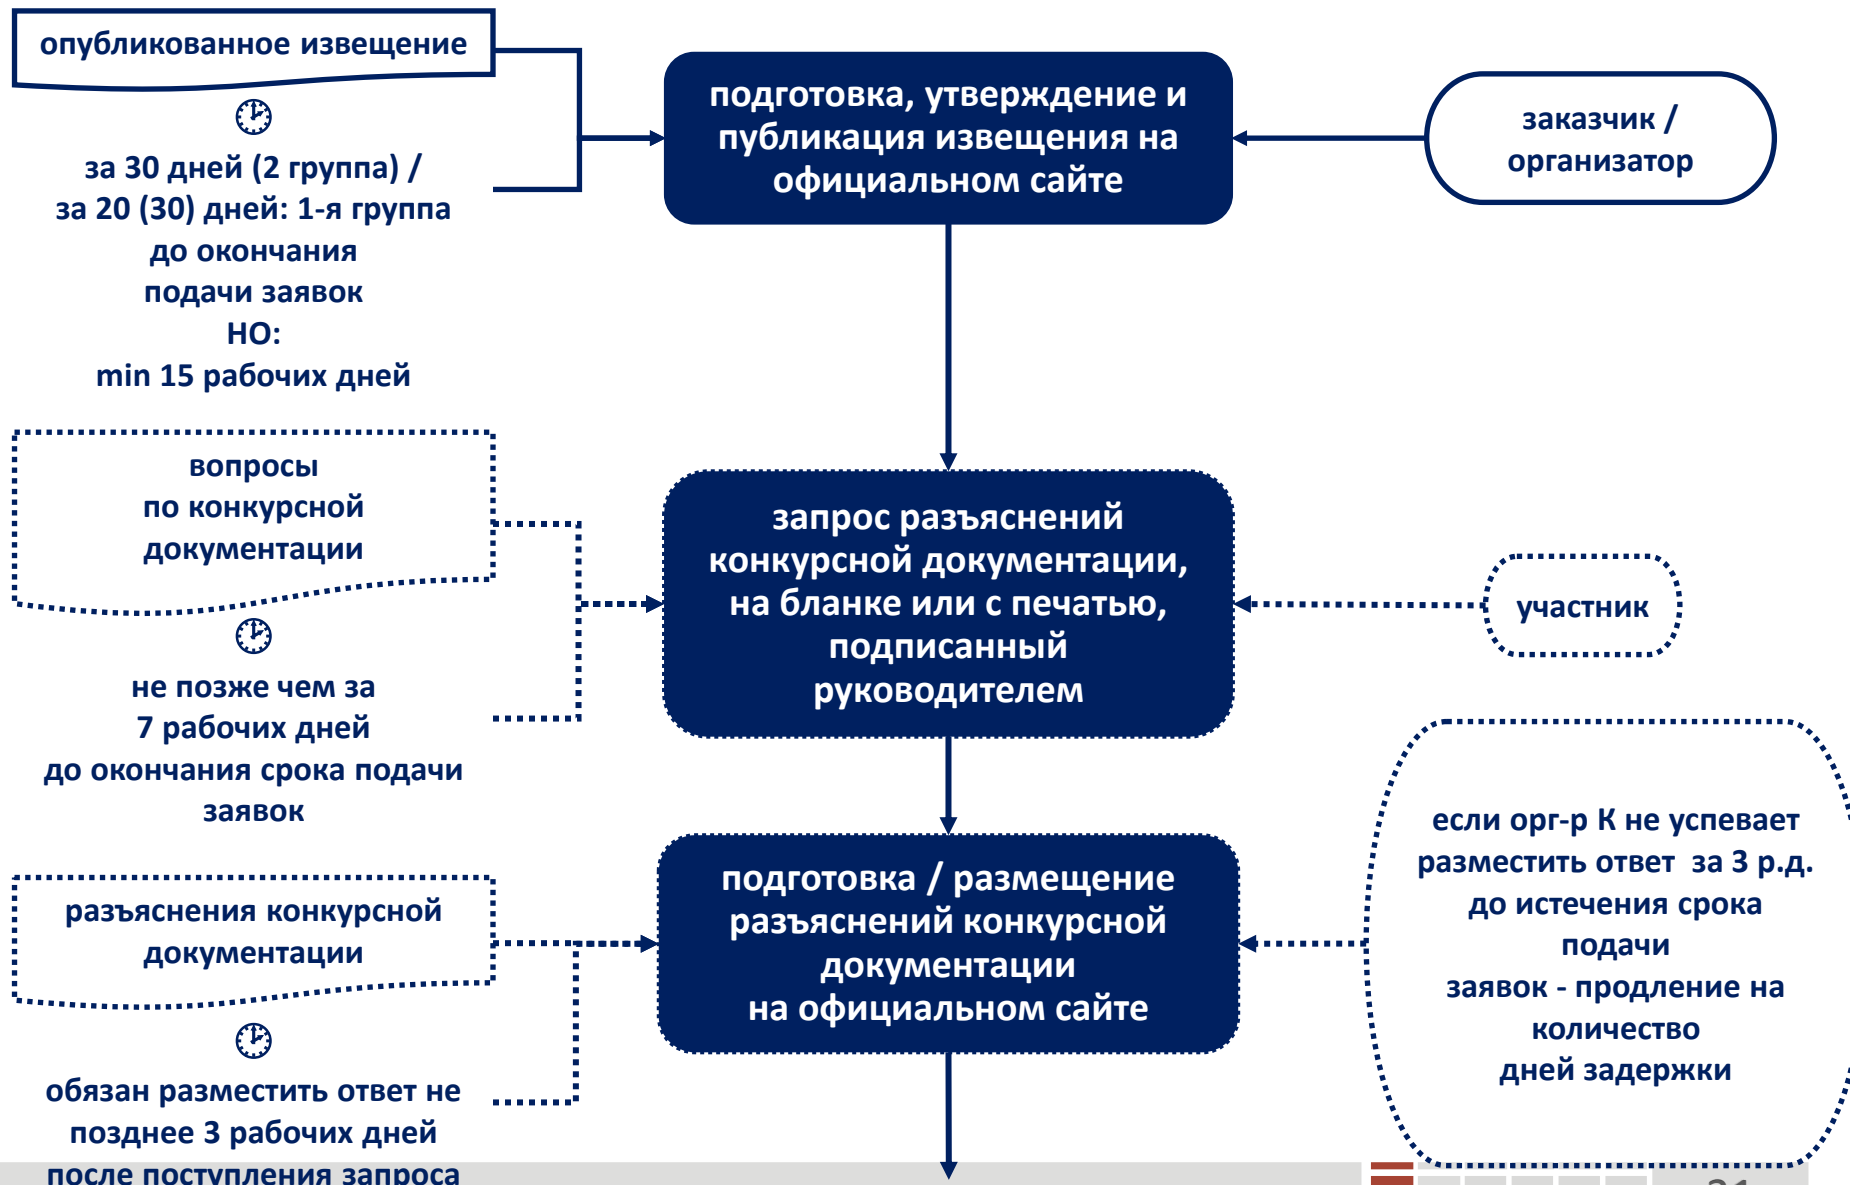 опубликованное извещение
за 30 дней (2 группа) /
за 20 (30) дней: 1-я группа
до окончания
подачи заявок
НО:
min 15 рабочих дней
подготовка, утверждение и
публикация извещения на
официальном сайте
заказчик /
организатор
вопросы
по конкурсной
документации
не позже чем за
7 рабочих дней
до окончания срока подачи
заявок
запрос разъяснений
конкурсной документации,
на бланке или с печатью,
подписанный
руководителем
участник
разъяснения конкурсной
документации
обязан разместить ответ не
позднее 3 рабочих дней
после поступления запроса
подготовка / размещение
разъяснений конкурсной
документации
на официальном сайте
если орг-р К не успевает
разместить ответ за 3 р.д.
до истечения срока
подачи
заявок - продление на
количество
дней задержки